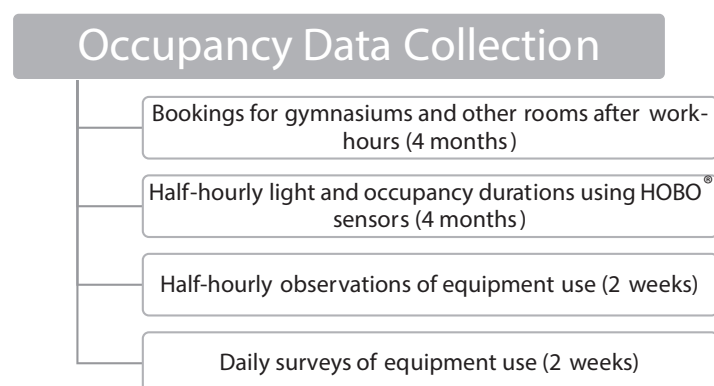 Occupancy Data Collection
Bookings for gymnasiums and other rooms after work-
hours (4 months)
Half-hourly light and occupancy durations using HOBO®
sensors (4 months)
Half-hourly observations of equipment use (2 weeks)
Daily surveys of equipment use (2 weeks)